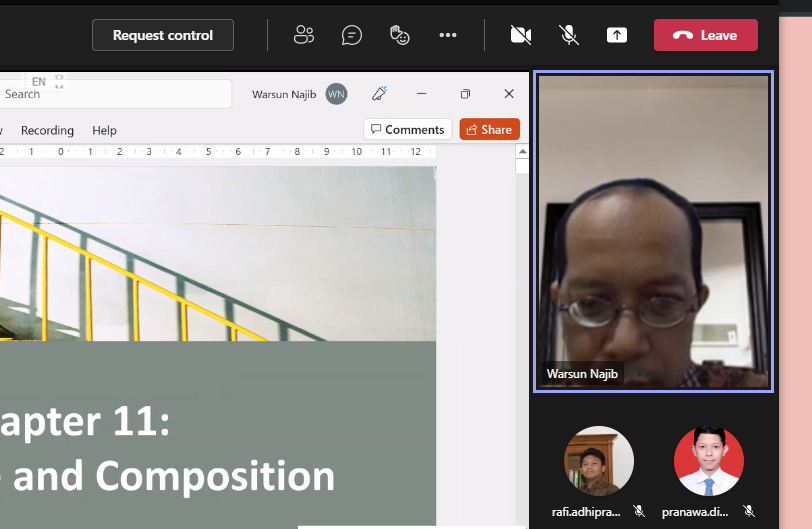 Request control
Leave
EN
Search
Warsun Najib
WN
Recording
Help
Comments
Share
2 1 0 1 2 3 4 5 6 7 8 9 10 11 12
apter 11:
and Composition
Warsun Najib
rafi.adhipra...
pranawa.di...